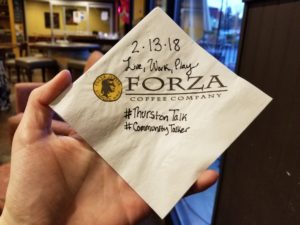 2-13-18
Live, Work, Play
FORZA
COFFEE COMPANY
#ThurstonTalk
#CommunityTalker